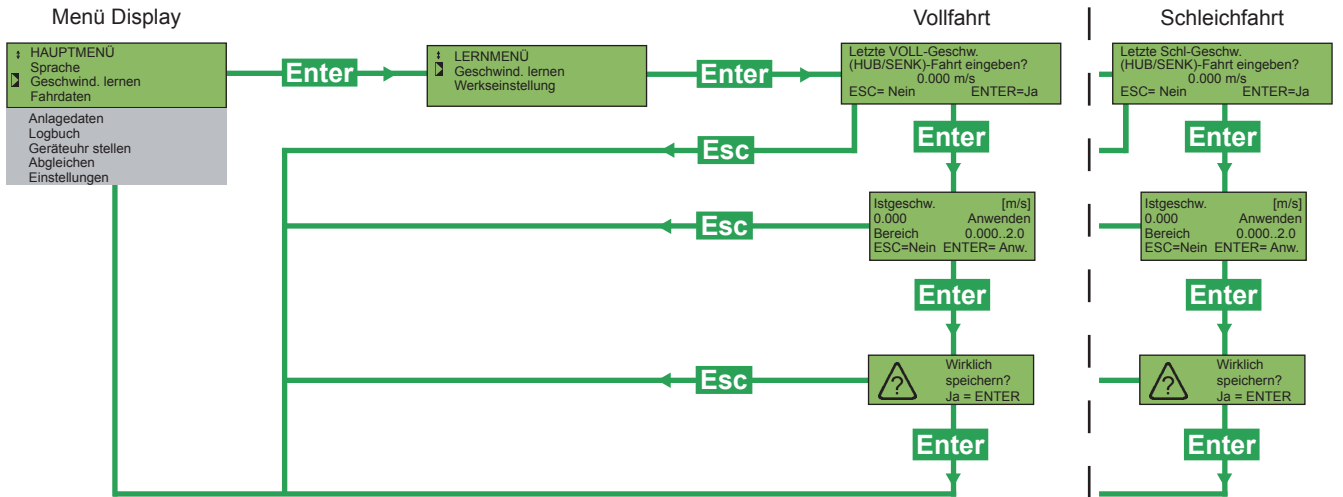 Menü Display
Vollfahrt
Schleichfahrt
HAUPTMENÜ
Sprache
Geschwind. lernen
Fahrdaten
Anlagedaten
Logbuch
Geräteuhr stellen
Abgleichen
Einstellungen
Enter
LERNMENÜ
Geschwind. lernen
Werkseinstellung
Enter
Letzte VOLL-Geschw.
(HUB/SENK)-Fahrt eingeben?
0.000 m/s
ESC= Nein ENTER=Ja
Enter
Esc
Istgeschw. [m/s]
0.000 Anwenden
Bereich 0.000..2.0
ESC=Nein ENTER= Anw.
Esc
Enter
Wirklich
speichern?
Ja = ENTER
?
Esc
Enter
Letzte Schl-Geschw.
(HUB/SENK)-Fahrt eingeben?
0.000 m/s
ESC= Nein ENTER=Ja
Enter
Istgeschw. [m/s]
0.000 Anwenden
Bereich 0.000..2.0
ESC=Nein ENTER= Anw.
Enter
Wirklich
speichern?
Ja = ENTER
?
Enter